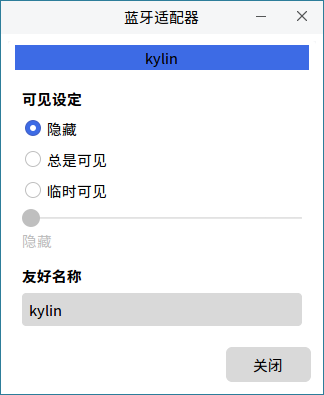 蓝牙适配器
kylin
可见设定
隐藏
总是可见
临时可见
隐藏
友好名称
kylin
关闭